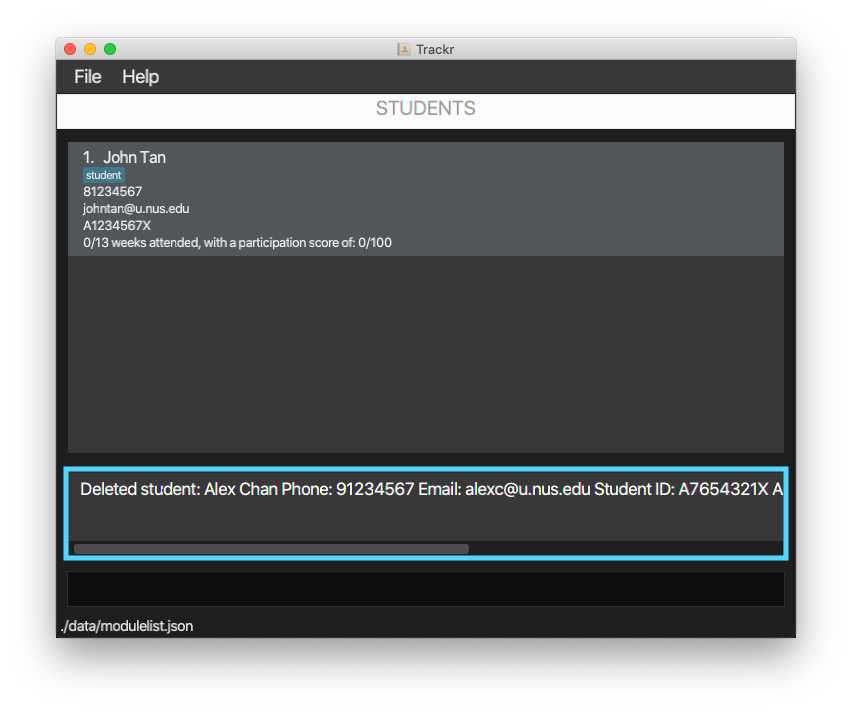 Trackr
File Help
STUDENTS
1. John Tan
student
81234567
johntan@u.nus.edu
A1234567X
0/13 weeks attended, with a participation score of: 0/100
Deleted student: Alex Chan Phone: 91234567 Email: alexc@u.nus.edu Student ID: A7654321X A
./data/modulelist.json